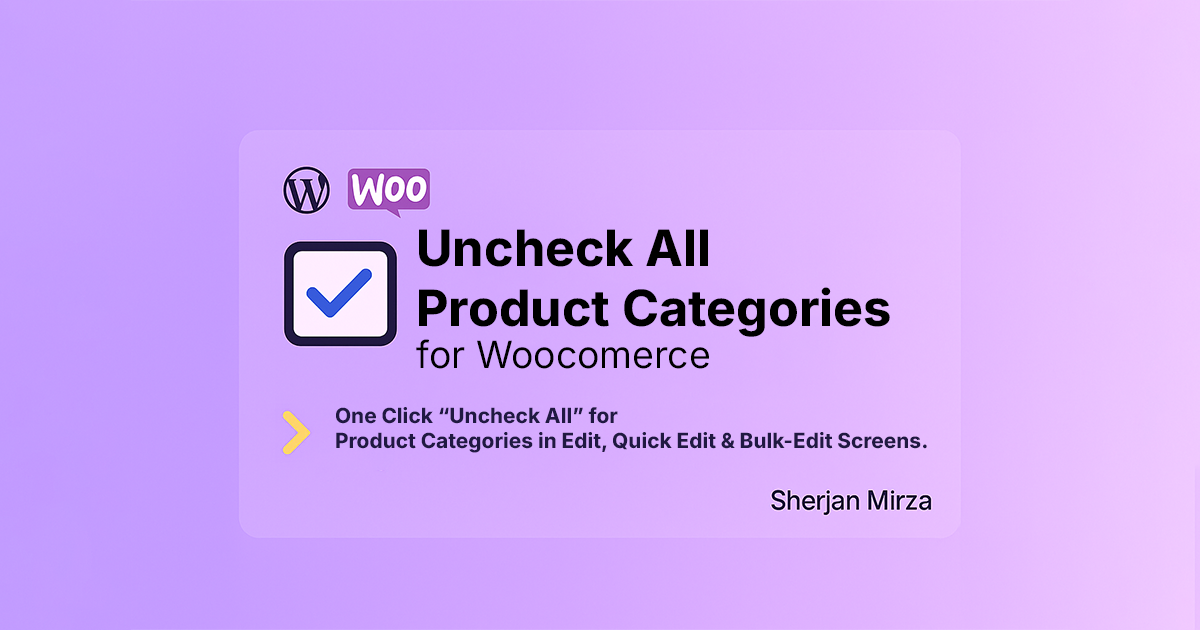 WOO
Uncheck All
Product Categories
for Woocomerce
One Click “Uncheck All” for
Product Categories in Edit, Quick Edit & Bulk-Edit Screens.
Sherjan Mirza